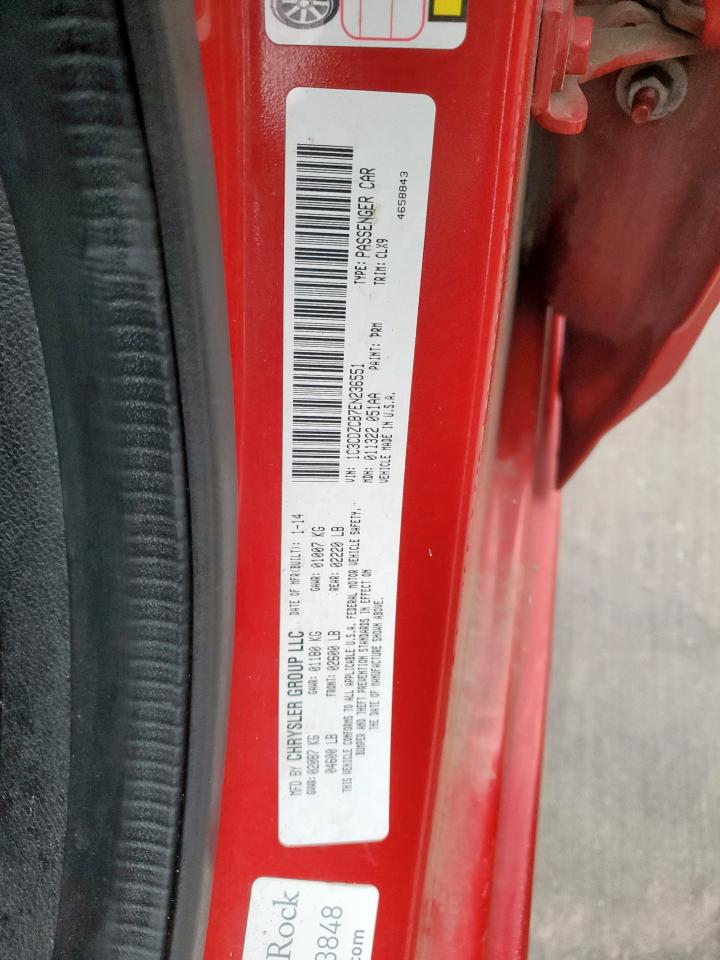 MFD BY CHRYSLER GROUP LLC DATE OF MFR(BUILT): 1-14
GVWR: 02087 KG GAWR: 01180 KG GAWR: 01007 KG
04600 LB FRONT: 02600 LB REAR: 02220 LB
THIS VEHICLE CONFORMS TO ALL APPLICABLE U.S.A. FEDERAL MOTOR VEHICLE SAFETY,
BUMPER AND THEFT PREVENTION STANDARDS IN EFFECT ON
THE DATE OF MANUFACTURE SHOWN ABOVE.
VIN: 1C3CDZCB7EN236551 TYPE: PASSENGER CAR
MDH: 011322 051AA PAINT: PRM TRIM: CLX9
VEHICLE MADE IN U.S.A. 4658843
Rock
3848
.com